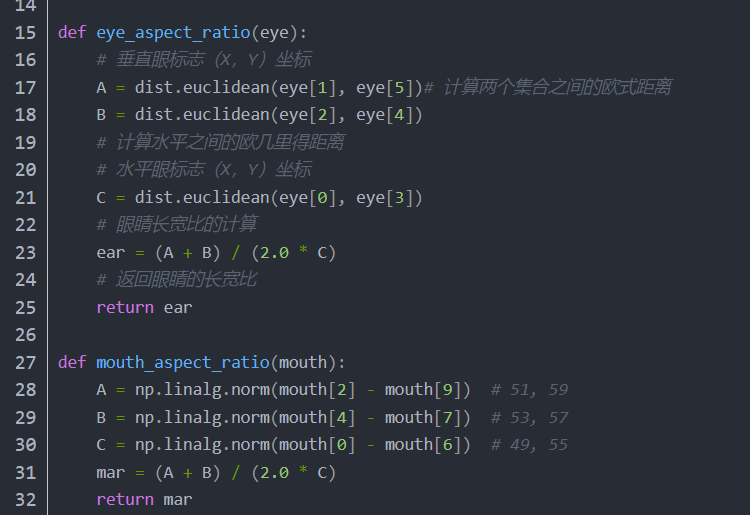 14
15 def eye_aspect_ratio(eye):
16 # 垂直眼标志（X，Y）坐标
17 A = dist.euclidean(eye[1], eye[5])# 计算两个集合之间的欧式距离
18 B = dist.euclidean(eye[2], eye[4])
19 # 计算水平之间的欧几里得距离
20 # 水平眼标志（X，Y）坐标
21 C = dist.euclidean(eye[0], eye[3])
22 # 眼睛长宽比的计算
23 ear = (A + B) / (2.0 * C)
24 # 返回眼睛的长宽比
25 return ear
26
27 def mouth_aspect_ratio(mouth):
28 A = np.linalg.norm(mouth[2] - mouth[9])  # 51, 59
29 B = np.linalg.norm(mouth[4] - mouth[7])  # 53, 57
30 C = np.linalg.norm(mouth[0] - mouth[6])  # 49, 55
31 mar = (A + B) / (2.0 * C)
32 return mar